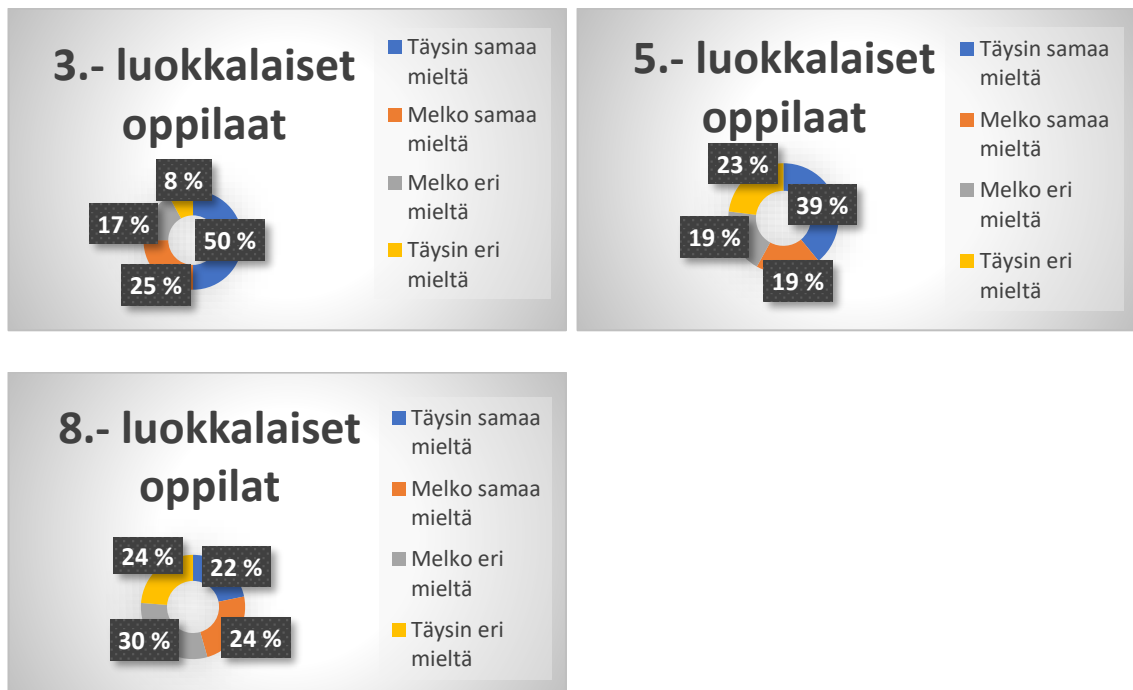 3.- luokkalaiset
oppilaat
8 %
17 %
50 %
25 %
Täysin samaa
mieltä
Melko samaa
mieltä
Melko eri
mieltä
Täysin eri
mieltä
5.- luokkalaiset
oppilaat
23 %
39 %
19 %
19 %
Täysin samaa
mieltä
Melko samaa
mieltä
Melko eri
mieltä
Täysin eri
mieltä
8.- luokkalaiset
oppilat
24 %
22 %
30 %
24 %
Täysin samaa
mieltä
Melko samaa
mieltä
Melko eri
mieltä
Täysin eri
mieltä